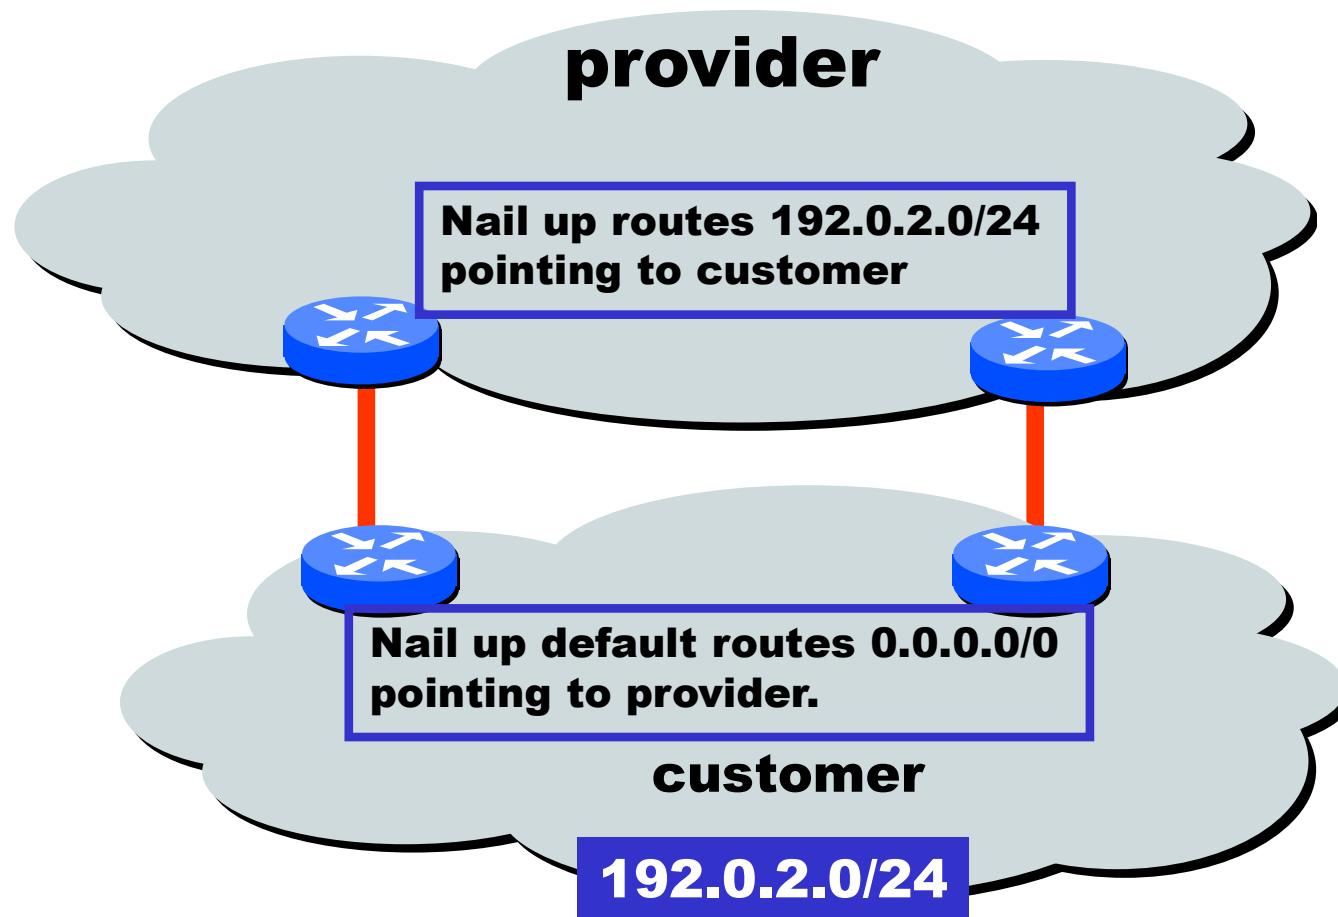 provider
Nail up routes 192.0.2.0/24
pointing to customer
Nail up default routes 0.0.0.0/0
pointing to provider.
customer
192.0.2.0/24